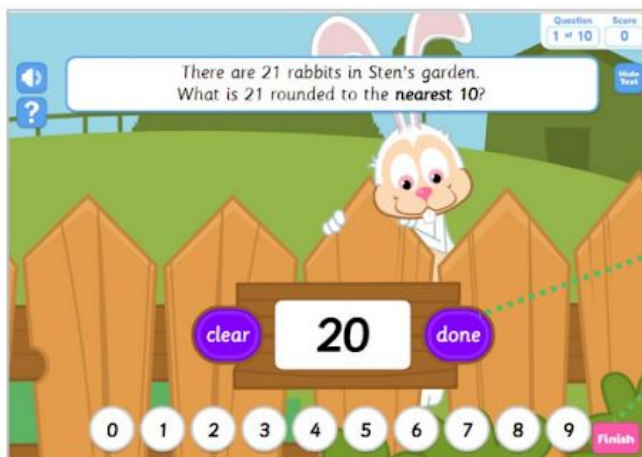 Question Score
1 of 10 0
There are 21 rabbits in Sten's garden.
What is 21 rounded to the nearest 10?
Hide
Text
?
clear 20 done
0 1 2 3 4 5 6 7 8 9 Finish